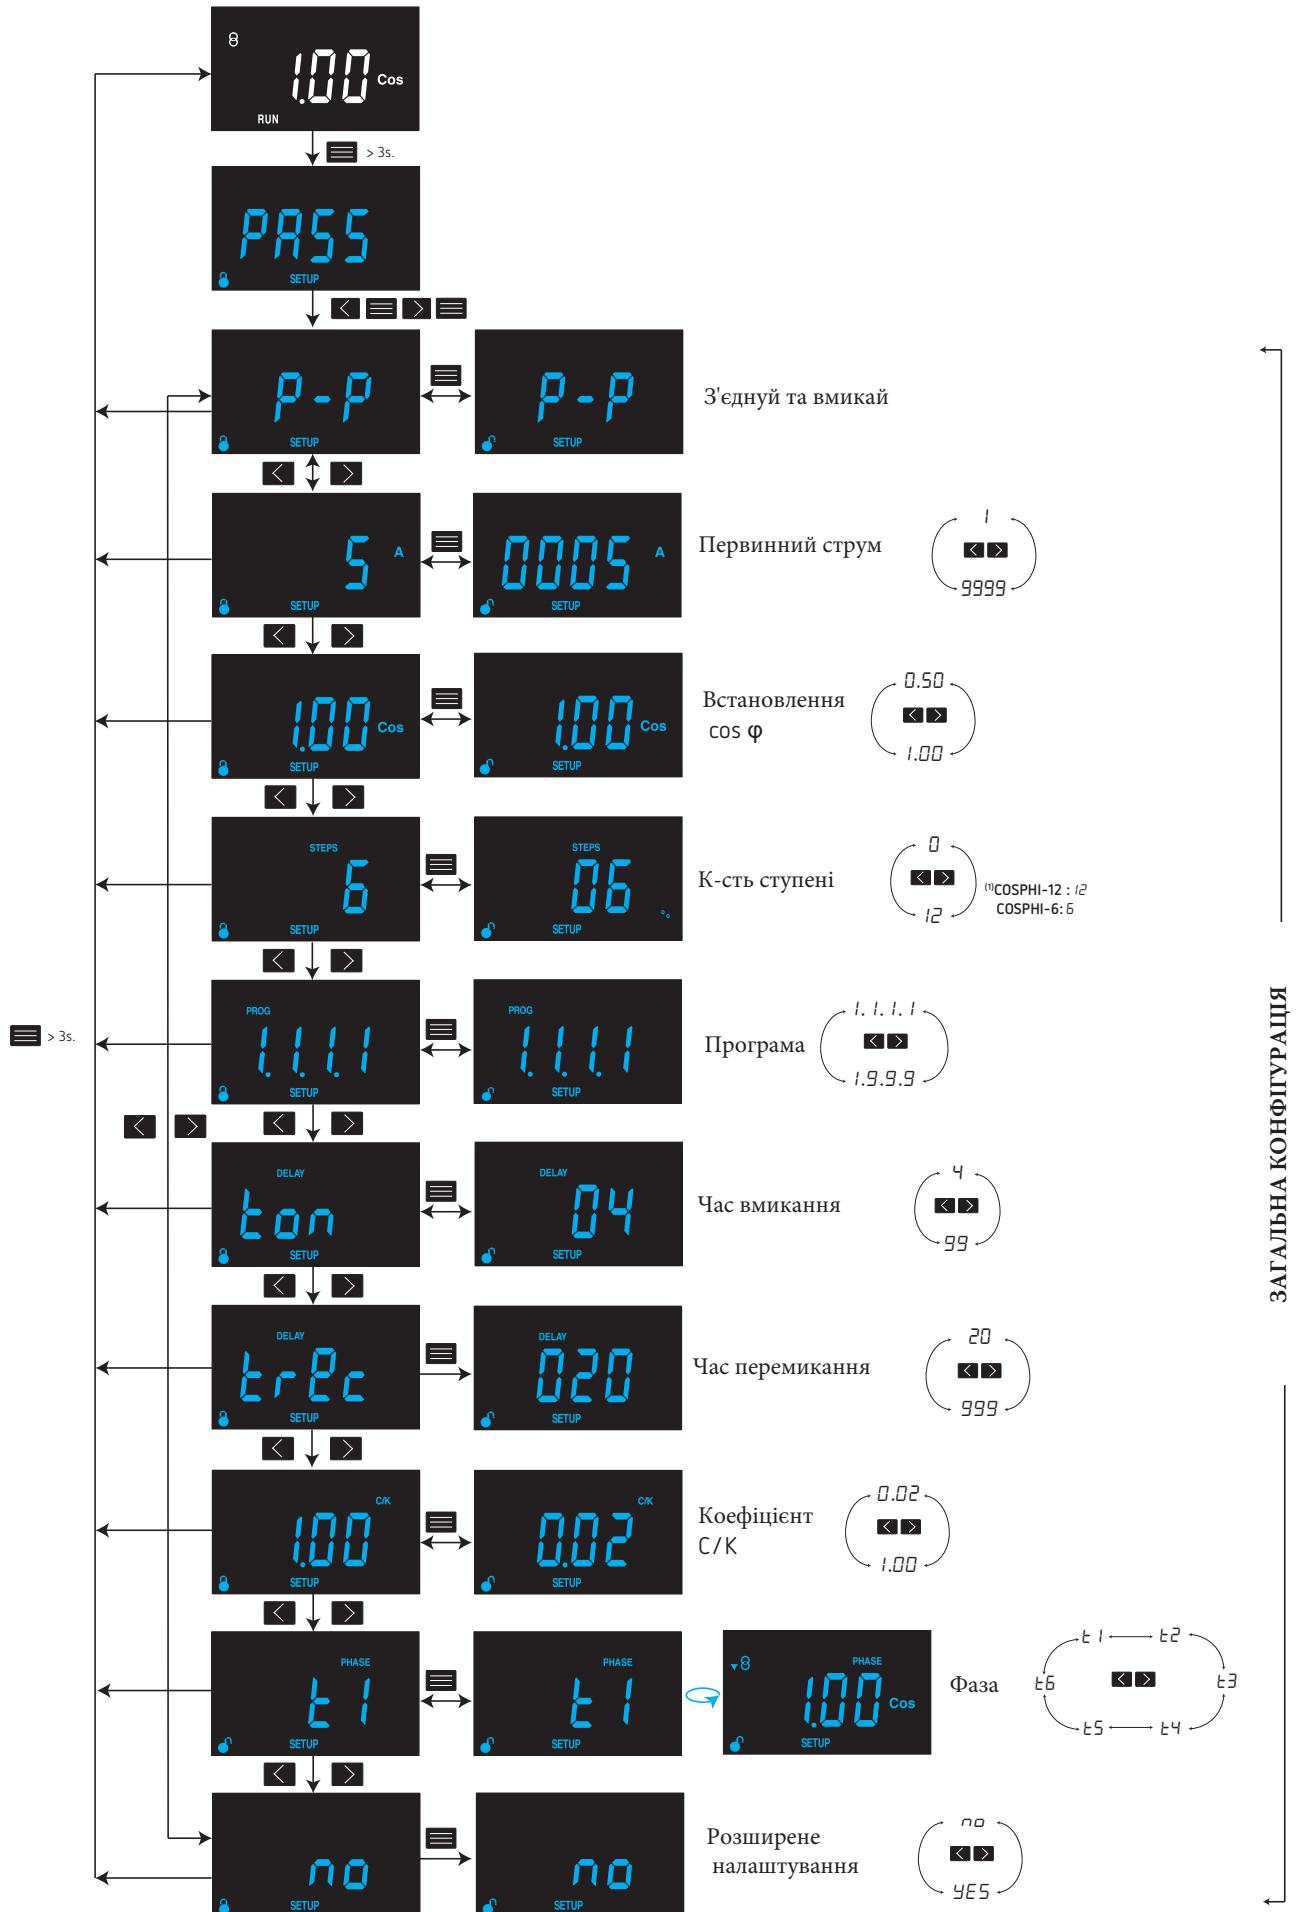 1.00 Cos
RUN
> 3s.
PASS
SETUP
P-P
SETUP
P-P
SETUP
З'єднуй та вмикай
5 A
SETUP
0005 A
SETUP
Первинний струм
1
9999
1.00 Cos
SETUP
1.00 Cos
SETUP
Встановлення
cos φ
0.50
1.00
STEPS
6
SETUP
STEPS
06
SETUP
К-сть ступені
0
12
(1)COSPHI-12 : 12
COSPHI-6: 6
PROG
1.1.1.1
SETUP
PROG
1.1.1.1
SETUP
Програма
1.1.1.1
1.9.9.9
> 3s.
DELAY
ton
SETUP
DELAY
04
SETUP
Час вмикання
4
99
DELAY
trEc
SETUP
DELAY
020
SETUP
Час перемикання
20
999
C/K
1.00
SETUP
C/K
0.02
SETUP
Коефіцієнт
C/K
0.02
1.00
PHASE
t1
SETUP
PHASE
t1
SETUP
PHASE
1.00 Cos
SETUP
Фаза
t1 t2
t6 t3
t5 t4
no
SETUP
no
SETUP
Розширене
налаштування
no
YES
ЗАГАЛЬНА КОНФІГУРАЦІЯ